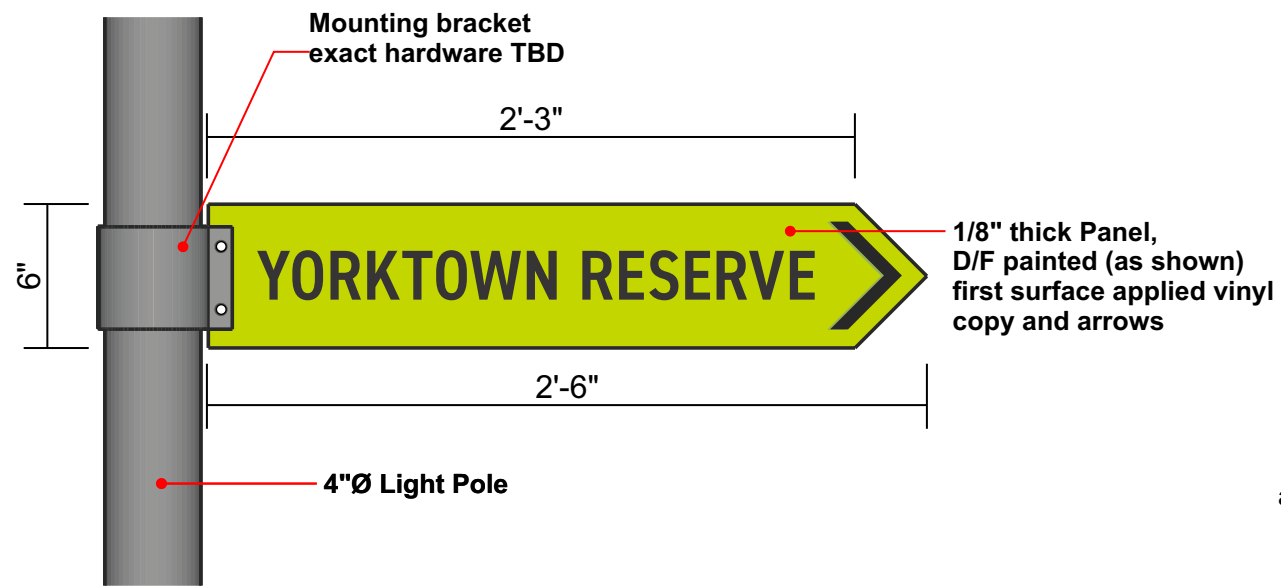 Mounting bracket
exact hardware TBD
2'-3"
6"
YORKTOWN RESERVE
1/8" thick Panel,
D/F painted (as shown)
first surface applied vinyl
copy and arrows
2'-6"
4"Ø Light Pole